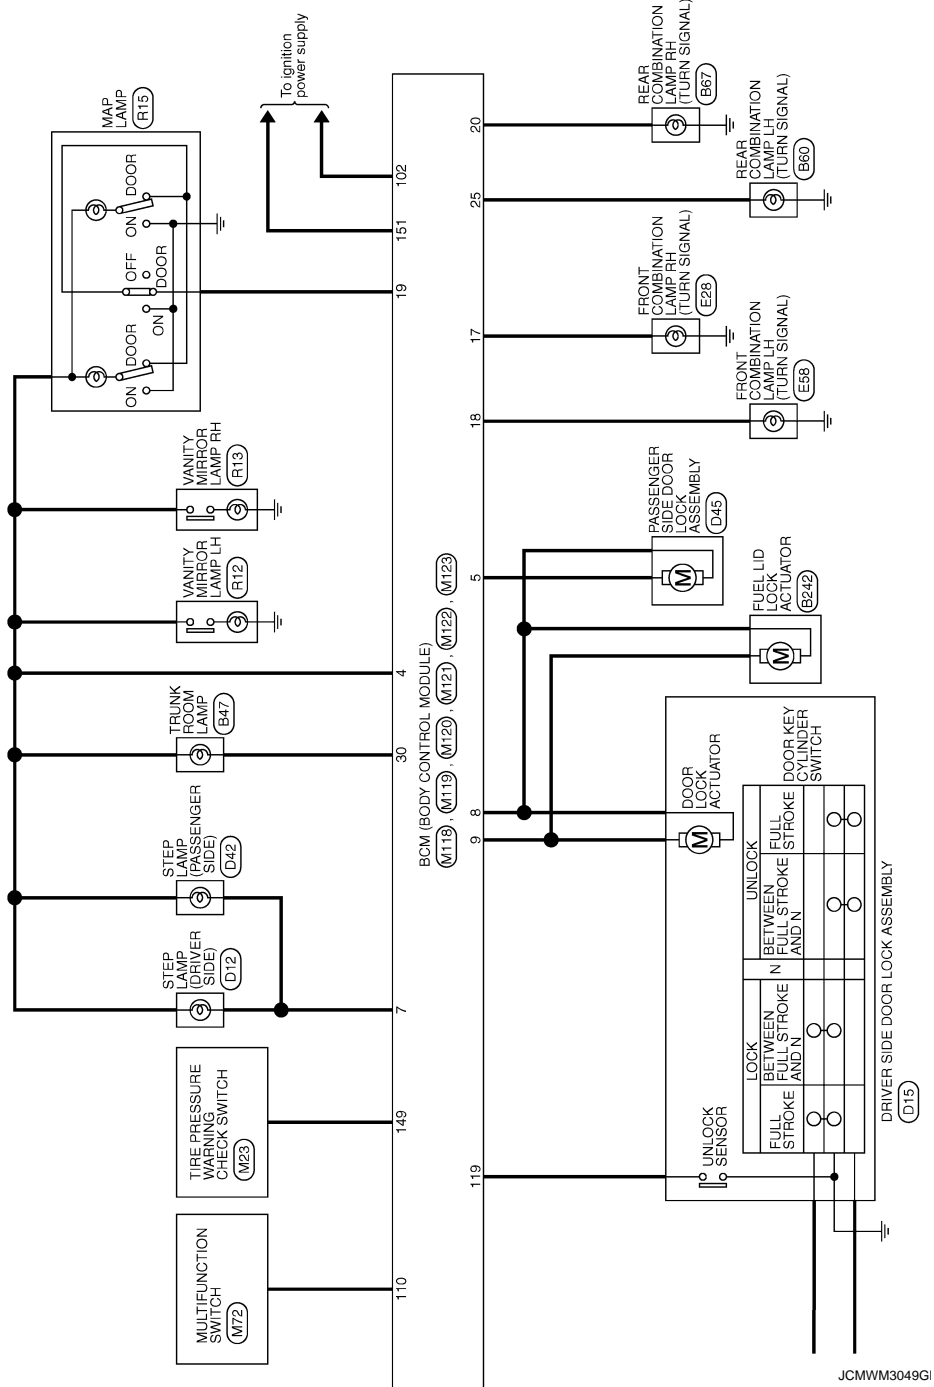 MAP
LAMP
R15
ON
DOOR
ON
DOOR
OFF
ON
DOOR
To ignition
power supply
VANITY
MIRROR
LAMP RH
R13
VANITY
MIRROR
LAMP LH
R12
TRUNK
ROOM
LAMP
B47
STEP
LAMP
(PASSENGER
SIDE)
D42
STEP
LAMP
(DRIVER
SIDE)
D12
TIRE PRESSURE
WARNING
CHECK SWITCH
M23
MULTIFUNCTION
SWITCH
M72
110
149
7
30
4
19
151
102
BCM (BODY CONTROL MODULE)
M118 , M119 , M120 , M121 , M122 , M123
119
9
8
5
18
17
25
20
REAR
COMBINATION
LAMP RH
(TURN SIGNAL)
B67
REAR
COMBINATION
LAMP LH
(TURN SIGNAL)
B60
FRONT
COMBINATION
LAMP RH
(TURN SIGNAL)
E28
FRONT
COMBINATION
LAMP LH
(TURN SIGNAL)
E58
PASSENGER
SIDE DOOR
LOCK
ASSEMBLY
D45
M
FUEL LID
LOCK
ACTUATOR
B242
M
DOOR
LOCK
ACTUATOR
M
UNLOCK
SENSOR
DOOR KEY
CYLINDER
SWITCH
LOCK
N
UNLOCK
FULL
STROKE
BETWEEN
FULL STROKE
AND N
BETWEEN
FULL STROKE
AND N
FULL
STROKE
DRIVER SIDE DOOR LOCK ASSEMBLY
D15